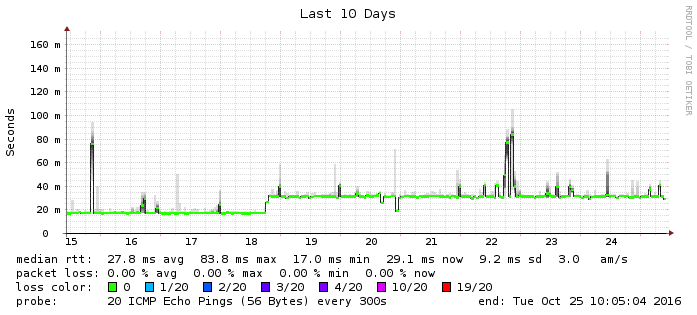 Last 10 Days
RRDTOOL / TOBI OETIKER
Seconds
160 m
140 m
120 m
100 m
80 m
60 m
40 m
20 m
0
15 16 17 18 19 20 21 22 23 24
median rtt: 27.8 ms avg 83.8 ms max 17.0 ms min 29.1 ms now 9.2 ms sd 3.0 am/s
packet loss: 0.00 % avg 0.00 % max 0.00 % min 0.00 % now
loss color: 0 1/20 2/20 3/20 4/20 10/20 19/20
probe: 20 ICMP Echo Pings (56 Bytes) every 300s end: Tue Oct 25 10:05:04 2016